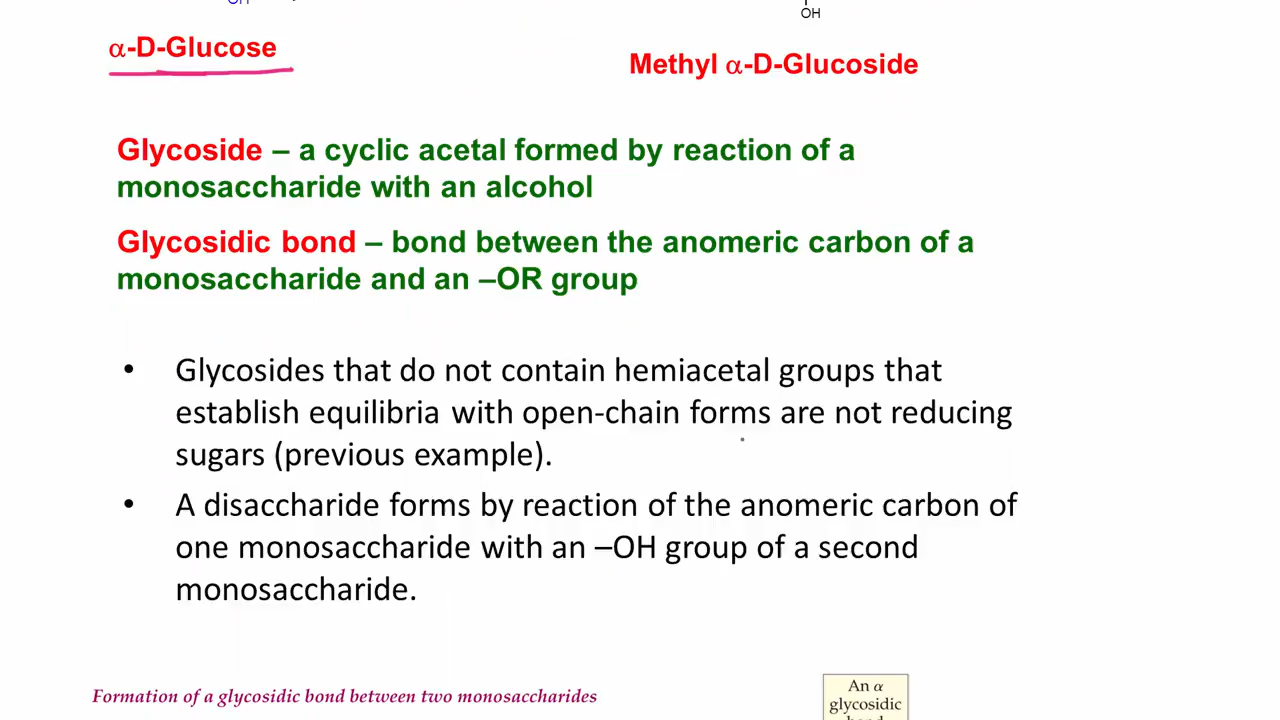 OH
OH
α-D-Glucose
Methyl α-D-Glucoside
Glycoside – a cyclic acetal formed by reaction of a
monosaccharide with an alcohol
Glycosidic bond – bond between the anomeric carbon of a
monosaccharide and an –OR group
• Glycosides that do not contain hemiacetal groups that
establish equilibria with open-chain forms are not reducing
sugars (previous example).
• A disaccharide forms by reaction of the anomeric carbon of
one monosaccharide with an –OH group of a second
monosaccharide.
Formation of a glycosidic bond between two monosaccharides
An α
glycosidic
bond